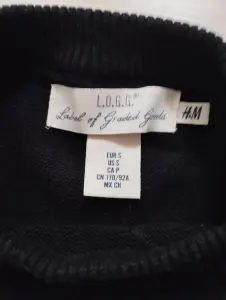 L.O.G.G.®
Label of Graded Goods
H&M
EUR S
US S
CA P
CN 170/92A
MX CH